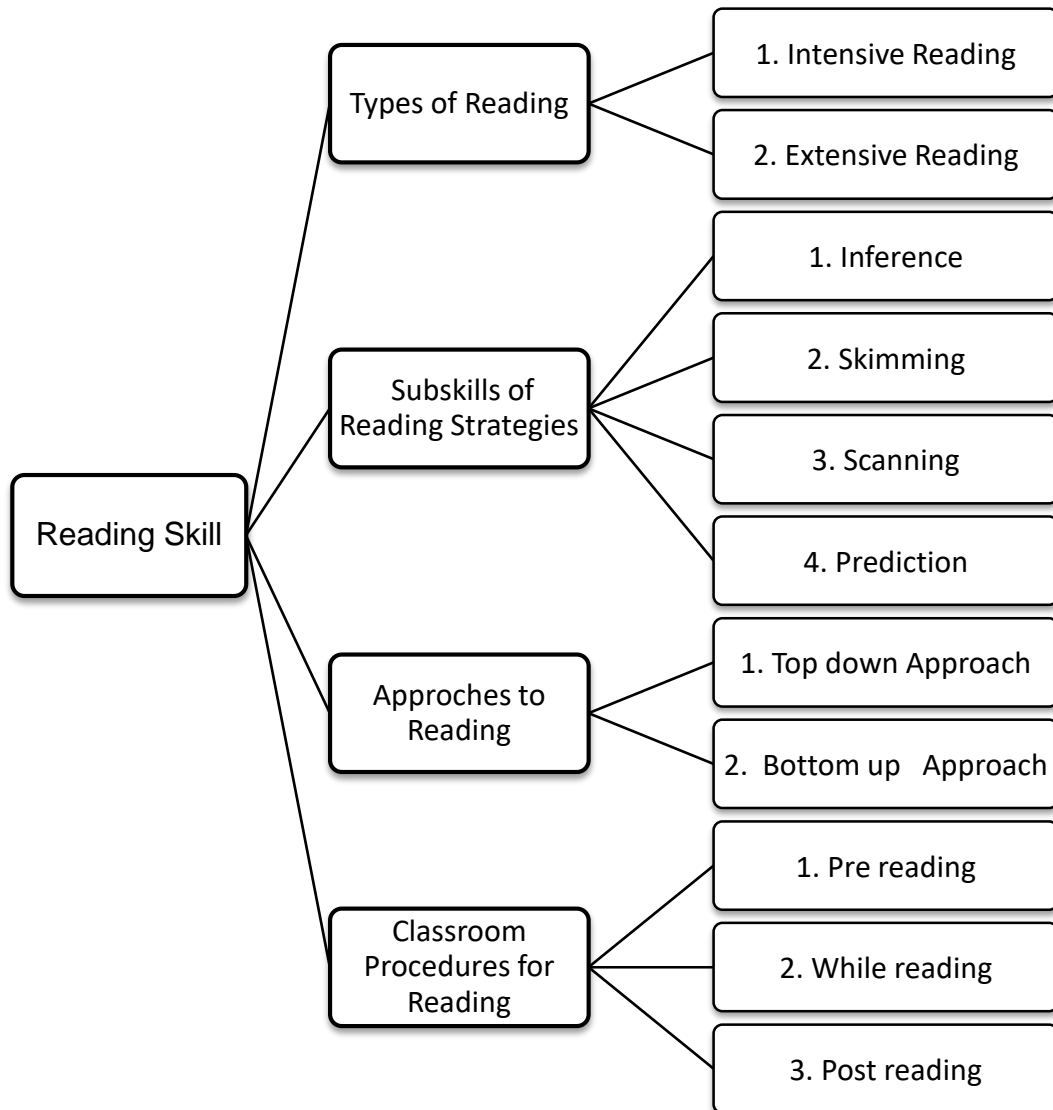 Reading Skill
Types of Reading
1. Intensive Reading
2. Extensive Reading
Subskills of
Reading Strategies
1. Inference
2. Skimming
3. Scanning
4. Prediction
Approches to
Reading
1. Top down Approach
2. Bottom up Approach
Classroom
Procedures for
Reading
1. Pre reading
2. While reading
3. Post reading